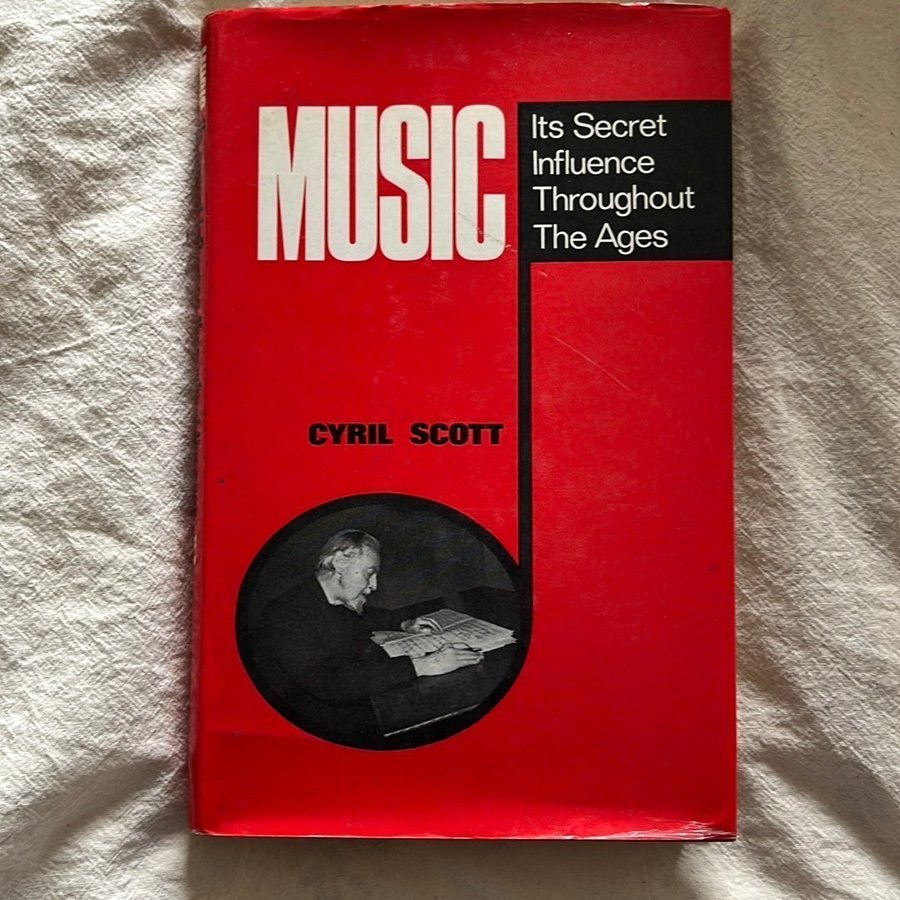 MUSIC
Its Secret
Influence
Throughout
The Ages
CYRIL SCOTT